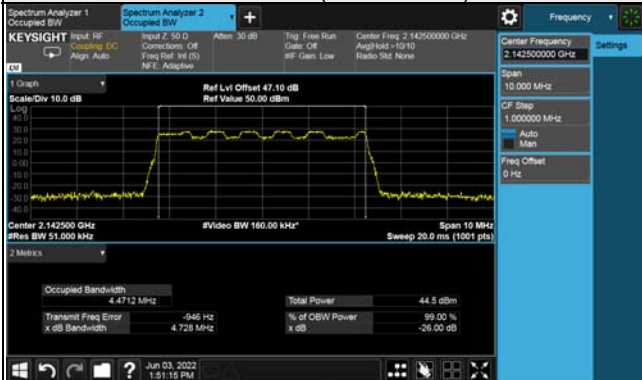 Spectrum Analyzer 1
Occupied BW
Spectrum Analyzer 2
Occupied BW
Frequency
KEYSIGHT
Input: RF
Coupling: DC
Align: Auto
Input Z: 50 Ω
Corrections: Off
Freq Ref: Int (S)
NFE: Adaptive
Atten: 30 dB
Trig: Free Run
Gate: Off
#IF Gain: Low
Center Freq: 2.142500000 GHz
Avg|Hold:>10/10
Radio Std: None
Center Frequency
2.142500000 GHz
Settings
Span
10.000 MHz
CF Step
1.000000 MHz
Auto
Man
Freq Offset
0 Hz
1 Graph
Scale/Div 10.0 dB
Ref Lvl Offset 47.10 dB
Ref Value 50.00 dBm
Log
40.0
30.0
20.0
10.0
0.00
-10.0
-20.0
-30.0
-40.0
Center 2.142500 GHz
#Res BW 51.000 kHz
#Video BW 160.00 kHz*
Span 10 MHz
Sweep 20.0 ms (1001 pts)
2 Metrics
Occupied Bandwidth
4.4712 MHz
Total Power 44.5 dBm
Transmit Freq Error -946 Hz
% of OBW Power 99.00 %
x dB Bandwidth 4.728 MHz
x dB -26.00 dB
Jun 03, 2022
1:51:15 PM